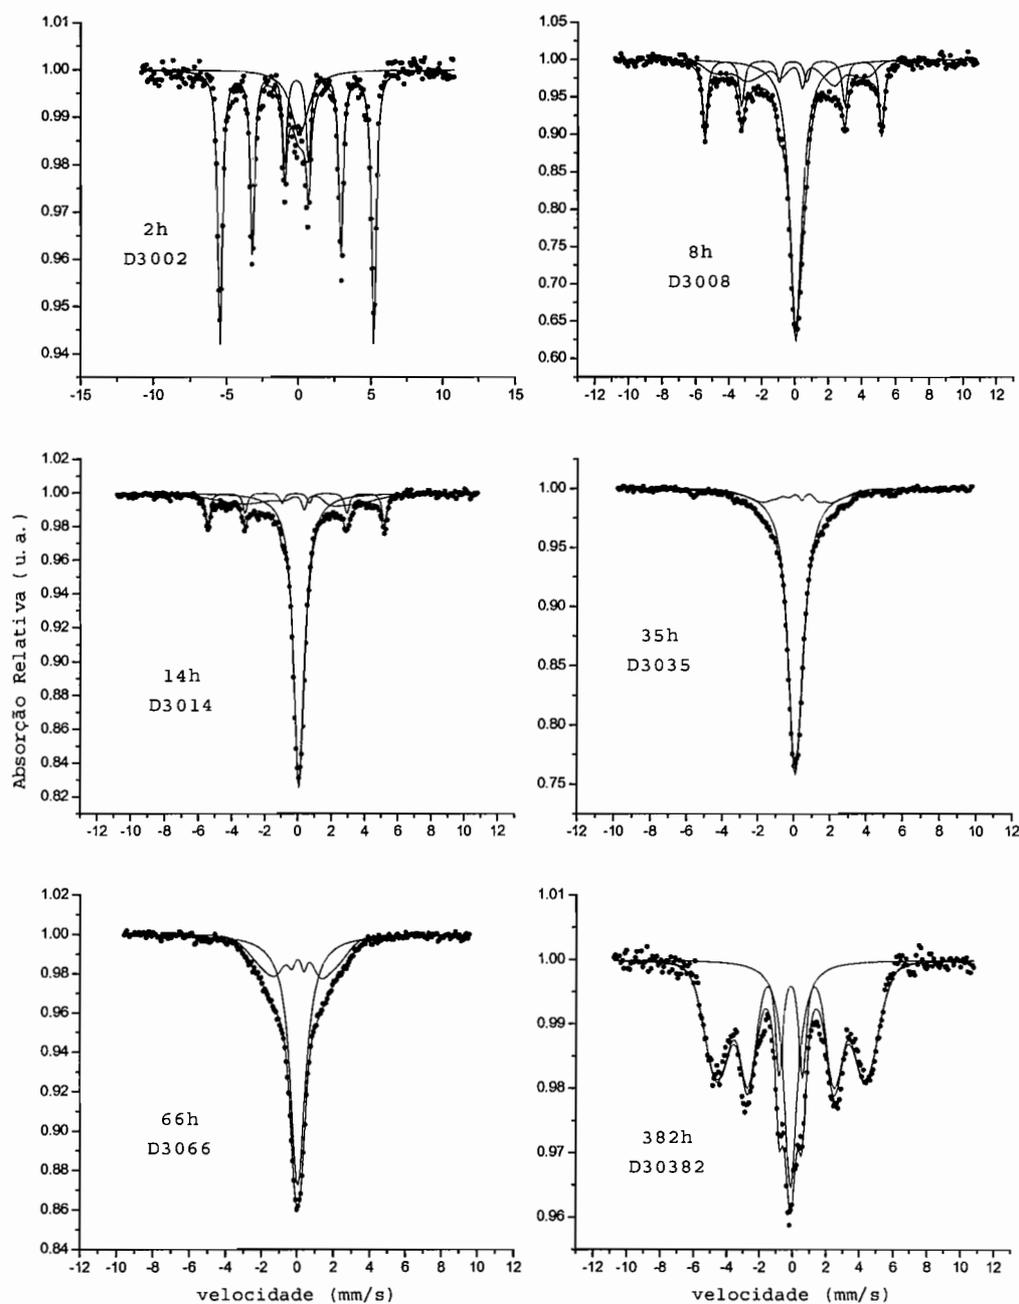 1.01
1.00
0.99
0.98
0.97
0.96
0.95
0.94
2h
D3002
-15 -10 -5 0 5 10 15
1.05
1.00
0.95
0.90
0.80
0.75
0.70
0.65
0.60
8h
D3008
-12 -10 -8 -6 -4 -2 0 2 4 6 8 10 12
Absorção Relativa (u.a.)
1.02
1.00
0.98
0.96
0.94
0.92
0.90
0.88
0.86
0.84
0.82
14h
D3014
-12 -10 -8 -6 -4 -2 0 2 4 6 8 10 12
1.00
0.95
0.90
0.85
0.80
0.75
35h
D3035
-12 -10 -8 -6 -4 -2 0 2 4 6 8 10 12
1.02
1.00
0.98
0.96
0.94
0.92
0.90
0.88
0.86
0.84
66h
D3066
-12 -10 -8 -6 -4 -2 0 2 4 6 8 10 12
velocidade (mm/s)
1.01
1.00
0.99
0.98
0.97
0.96
382h
D30382
-12 -10 -8 -6 -4 -2 0 2 4 6 8 10 12
velocidade (mm/s)